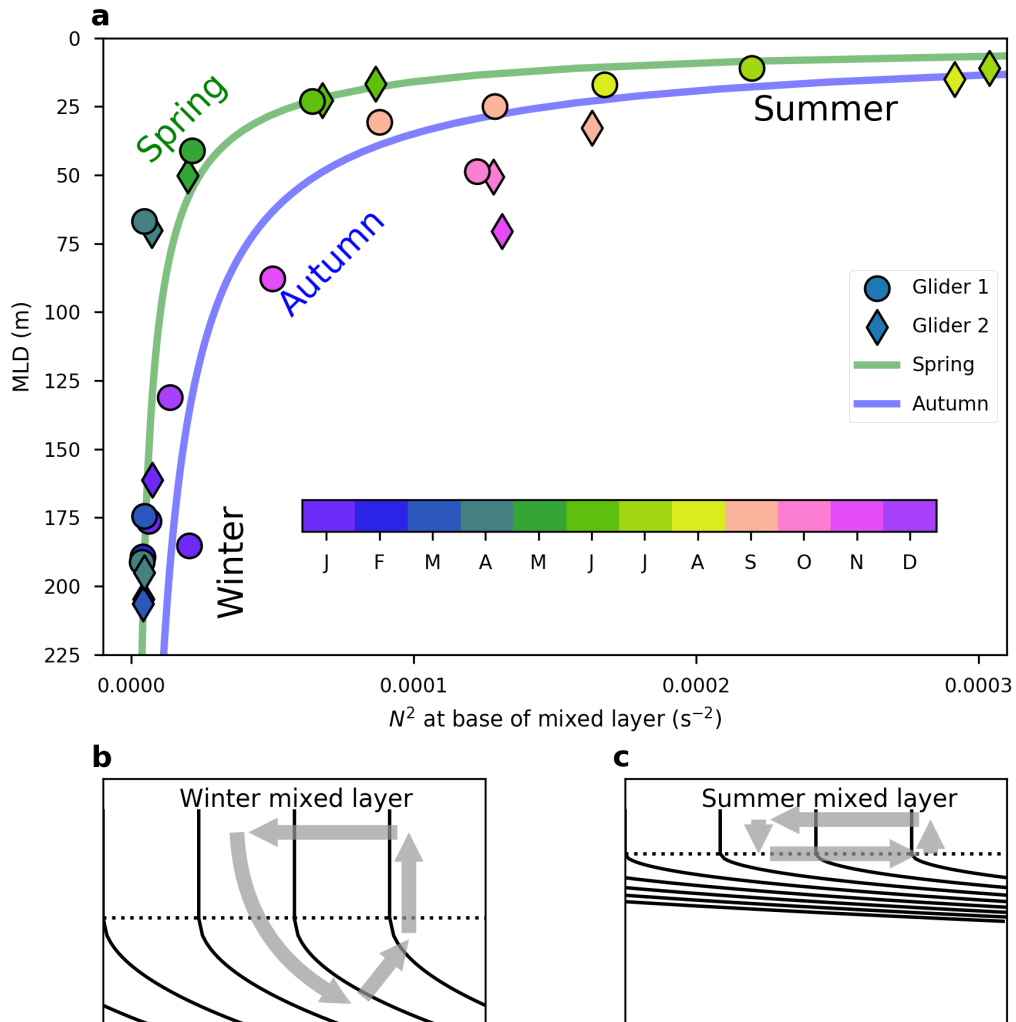 a
0
25
50
75
100
125
150
175
200
225
MLD (m)
Spring
Summer
Autumn
Winter
Glider 1
Glider 2
Spring
Autumn
J F M A M J J A S O N D
0.0000 0.0001 0.0002 0.0003
N² at base of mixed layer (s⁻²)
b
Winter mixed layer
c
Summer mixed layer